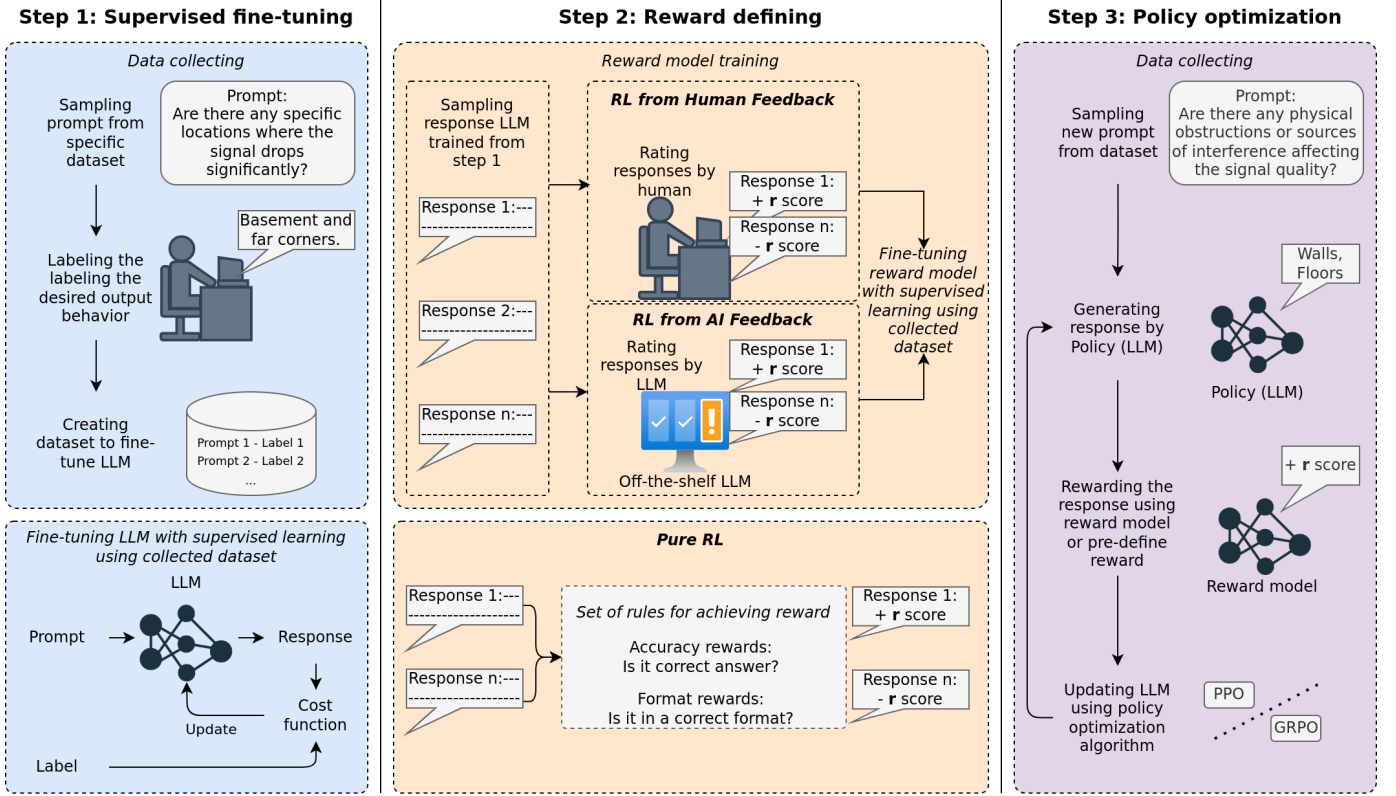 Step 1: Supervised fine-tuning
Data collecting
Sampling
prompt from
specific
dataset
Prompt:
Are there any specific
locations where the
signal drops
significantly?
Basement and
far corners.
Labeling the
labeling the
desired output
behavior
Creating
dataset to fine-
tune LLM
Prompt 1 - Label 1
Prompt 2 - Label 2
...
Fine-tuning LLM with supervised learning
using collected dataset
LLM
Prompt
Response
Cost
function
Update
Label
Step 2: Reward defining
Reward model training
Sampling
response LLM
trained from
step 1
Response 1:---
----------------
Response 2:---
----------------
Response n:---
----------------
RL from Human Feedback
Rating
responses by
human
Response 1:
+ r score
Response n:
- r score
RL from AI Feedback
Rating
responses by
LLM
Response 1:
+ r score
Response n:
- r score
Off-the-shelf LLM
Fine-tuning
reward model
with supervised
learning using
collected
dataset
Pure RL
Response 1:---
----------------
Response n:---
----------------
Set of rules for achieving reward
Accuracy rewards:
Is it correct answer?
Format rewards:
Is it in a correct format?
Response 1:
+ r score
Response n:
- r score
Step 3: Policy optimization
Data collecting
Sampling
new prompt
from dataset
Prompt:
Are there any physical
obstructions or sources
of interference affecting
the signal quality?
Generating
response by
Policy (LLM)
Walls,
Floors
Policy (LLM)
Rewarding the
response using
reward model
or pre-define
reward
+ r score
Reward model
Updating LLM
using policy
optimization
algorithm
PPO
GRPO